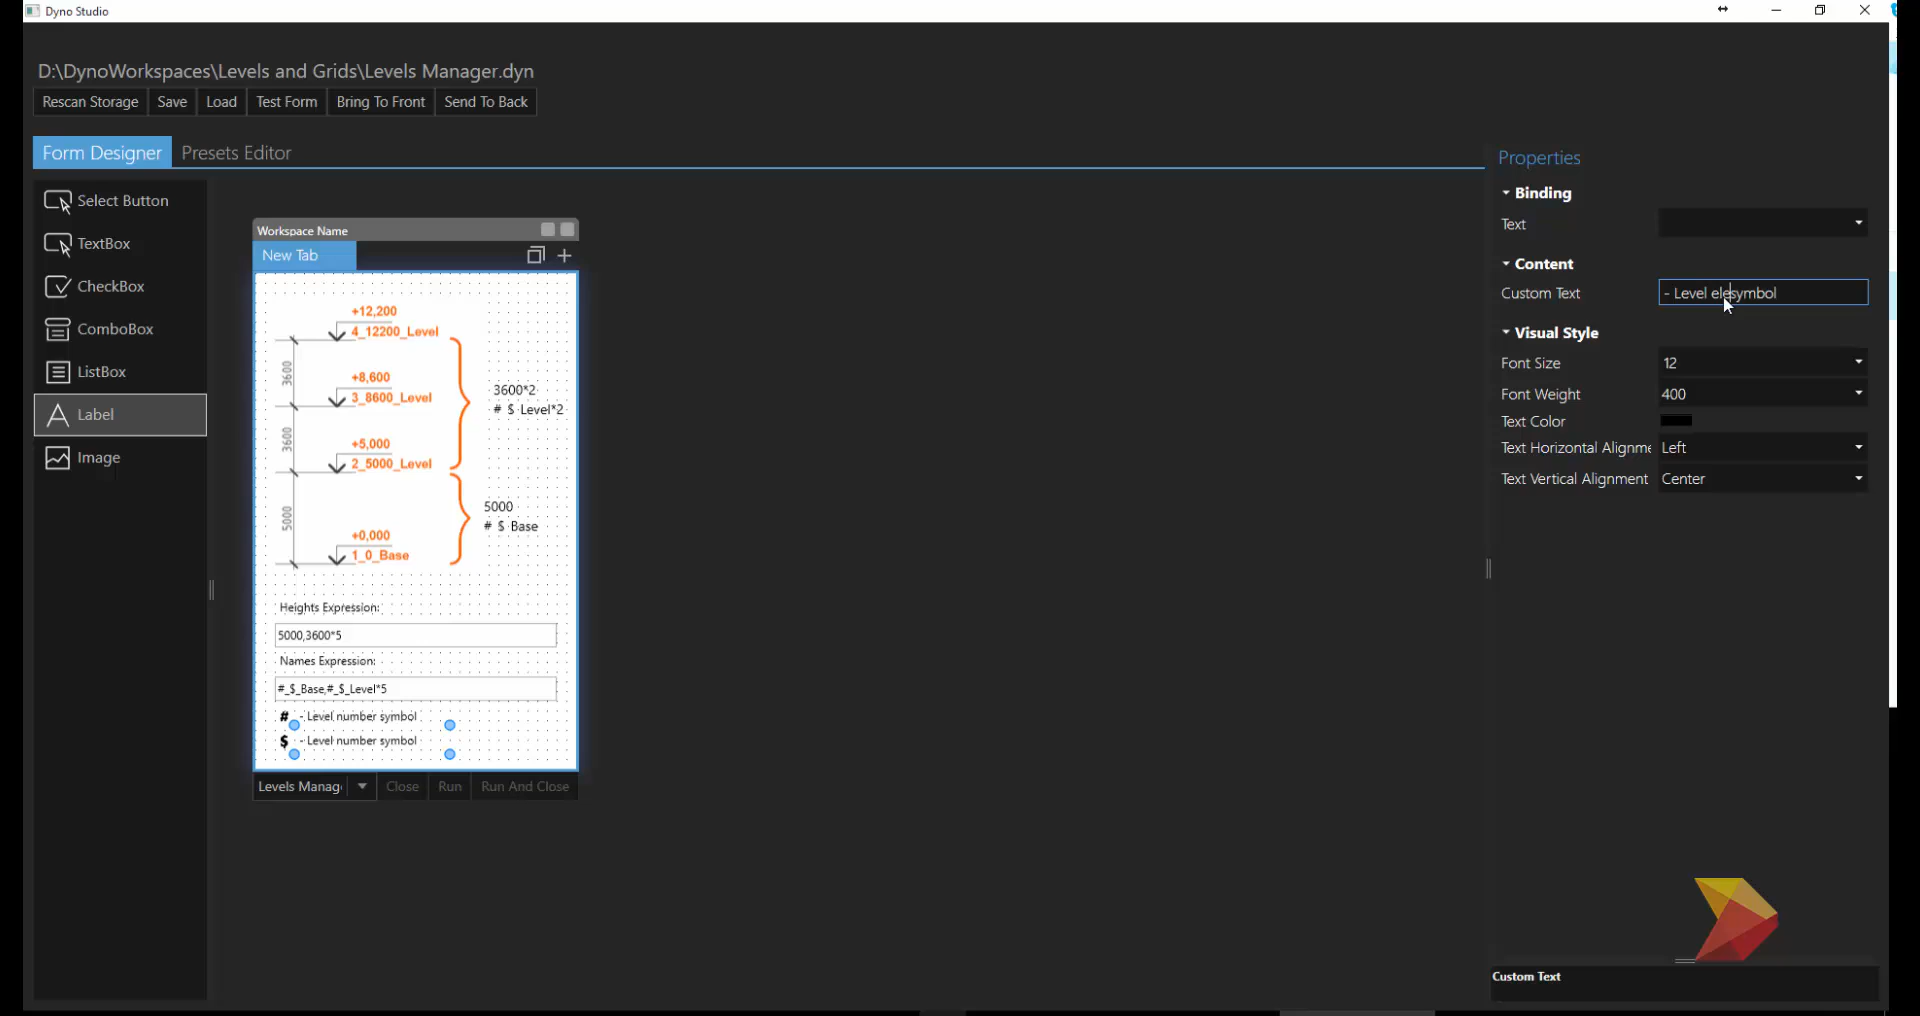 Dyno Studio
D:\DynoWorkspaces\Levels and Grids\Levels Manager.dyn
Rescan Storage Save Load Test Form Bring To Front Send To Back
Form Designer Presets Editor
Select Button
TextBox
CheckBox
ComboBox
ListBox
Label
Image
Workspace Name
New Tab
+12,200
4_12200_Level
3600
+8,600
3_8600_Level
3600*2
# $ Level*2
3600
+5,000
2_5000_Level
5000
5000
# $ Base
+0,000
1_0_Base
Heights Expression:
5000,3600*5
Names Expression:
#_$_Base,#_$_Level*5
# - Level number symbol
$ - Level number symbol
Levels Manag Close Run Run And Close
Properties
Binding
Text
Content
Custom Text - Level elesymbol
Visual Style
Font Size 12
Font Weight 400
Text Color
Text Horizontal Alignme Left
Text Vertical Alignment Center
Custom Text